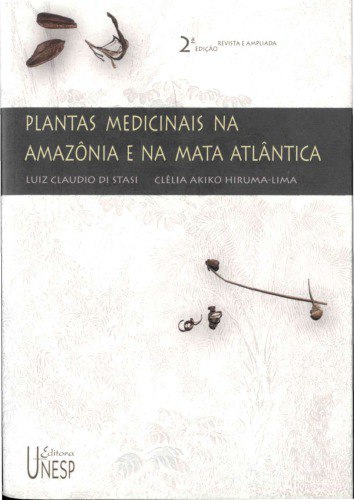 2ª EDIÇÃO REVISTA E AMPLIADA
PLANTAS MEDICINAIS NA
AMAZÔNIA E NA MATA ATLÂNTICA
LUIZ CLAUDIO DI STASI CLÉLIA AKIKO HIRUMA-LIMA
Editora
UNESP